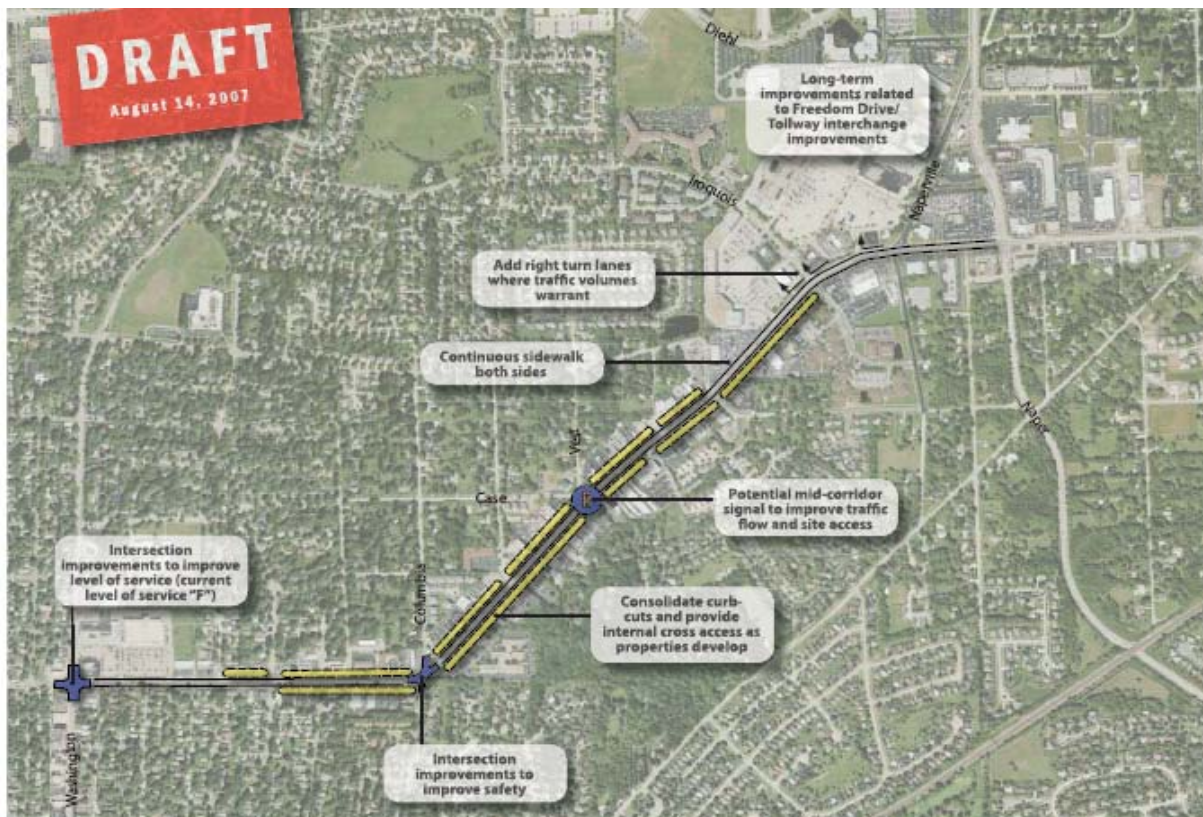 DRAFT
August 14, 2007
Diehl
Long-term
improvements related
to Freedom Drive/
Tollway interchange
improvements
Iroquois
Naperville
Add right turn lanes
where traffic volumes
warrant
Continuous sidewalk
both sides
Naper
Vest
Case
Potential mid-corridor
signal to improve traffic
flow and site access
Intersection
improvements to improve
level of service (current
level of service "F")
Columbia
Consolidate curb-
cuts and provide
internal cross access as
properties develop
Washington
Intersection
improvements to
improve safety